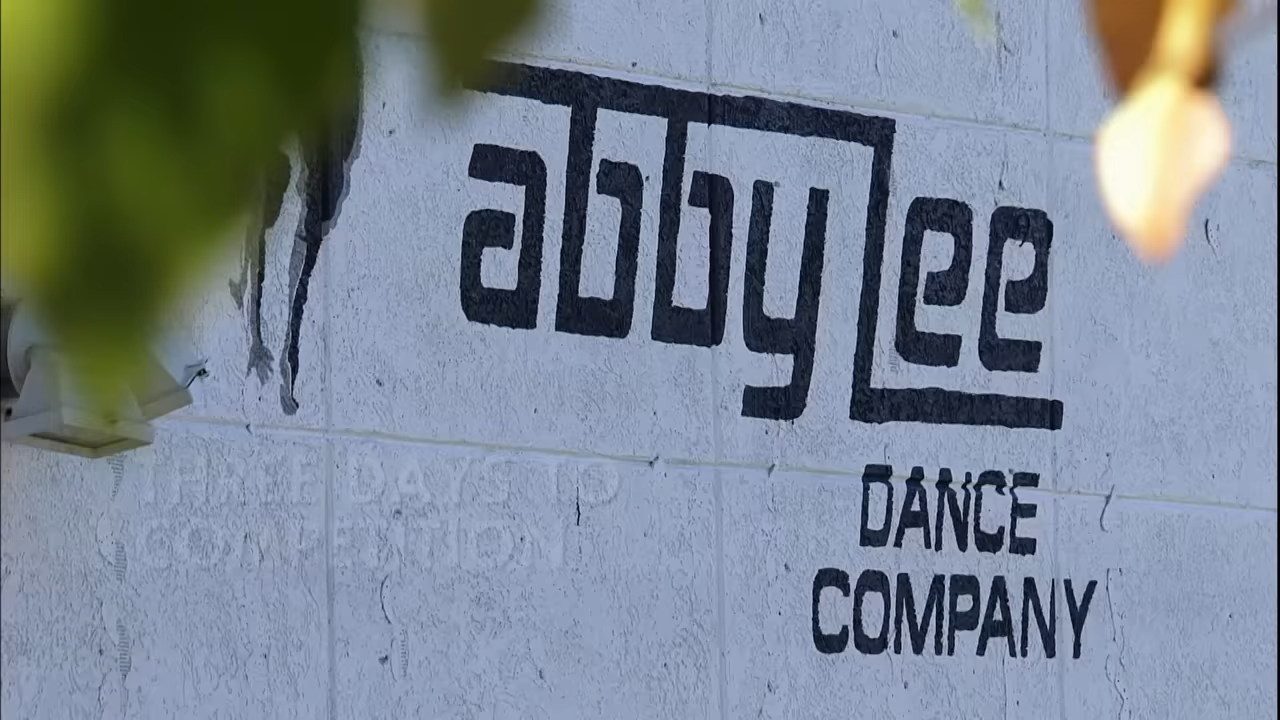 abby Lee
DANCE
COMPANY
THREE DAYS TO
COMPETITION